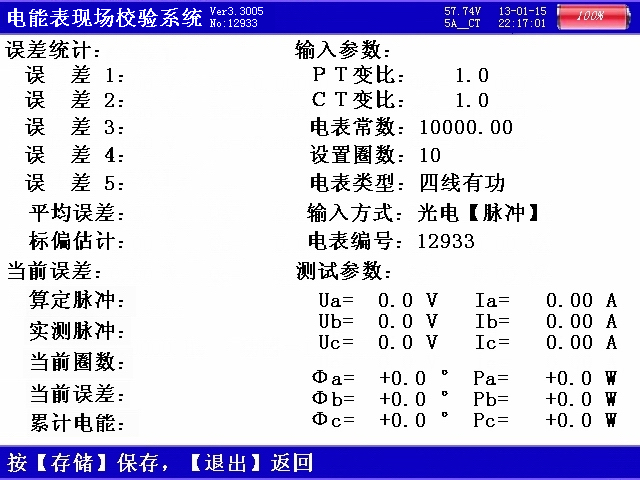 电能表现场校验系统 Ver3.3005 No:12933 57.74V 5A__CT 13-01-15 22:17:01 100%
误差统计:
误 差 1:
误 差 2:
误 差 3:
误 差 4:
误 差 5:
平均误差:
标偏估计:
当前误差:
算定脉冲:
实测脉冲:
当前圈数:
当前误差:
累计电能:
输入参数:
PT变比: 1.0
CT变比: 1.0
电表常数: 10000.00
设置圈数: 10
电表类型: 四线有功
输入方式: 光电【脉冲】
电表编号: 12933
测试参数:
Ua= 0.0 V Ia= 0.00 A
Ub= 0.0 V Ib= 0.00 A
Uc= 0.0 V Ic= 0.00 A
Φa= +0.0 ° Pa= +0.0 W
Φb= +0.0 ° Pb= +0.0 W
Φc= +0.0 ° Pc= +0.0 W
按【存储】保存，【退出】返回